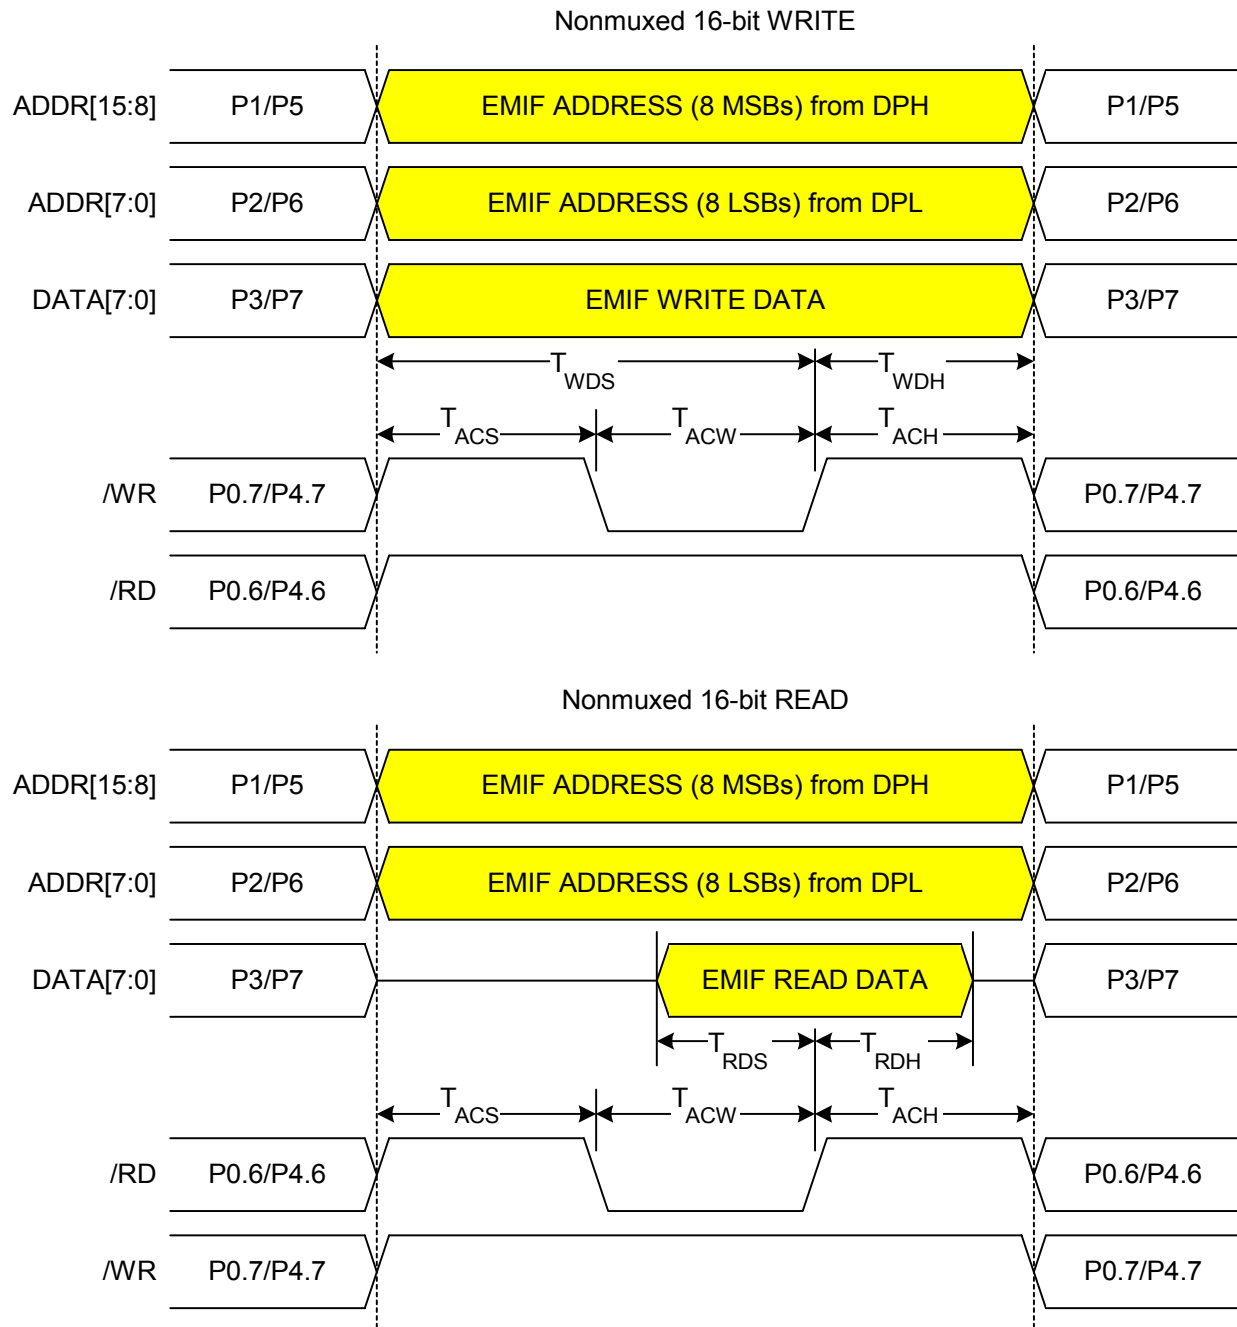 Nonmuxed 16-bit WRITE
ADDR[15:8] P1/P5 EMIF ADDRESS (8 MSBs) from DPH P1/P5
ADDR[7:0] P2/P6 EMIF ADDRESS (8 LSBs) from DPL P2/P6
DATA[7:0] P3/P7 EMIF WRITE DATA P3/P7
TWDS TWDH
TACS TACW TACH
/WR P0.7/P4.7 P0.7/P4.7
/RD P0.6/P4.6 P0.6/P4.6
Nonmuxed 16-bit READ
ADDR[15:8] P1/P5 EMIF ADDRESS (8 MSBs) from DPH P1/P5
ADDR[7:0] P2/P6 EMIF ADDRESS (8 LSBs) from DPL P2/P6
DATA[7:0] P3/P7 EMIF READ DATA P3/P7
TRDS TRDH
TACS TACW TACH
/RD P0.6/P4.6 P0.6/P4.6
/WR P0.7/P4.7 P0.7/P4.7